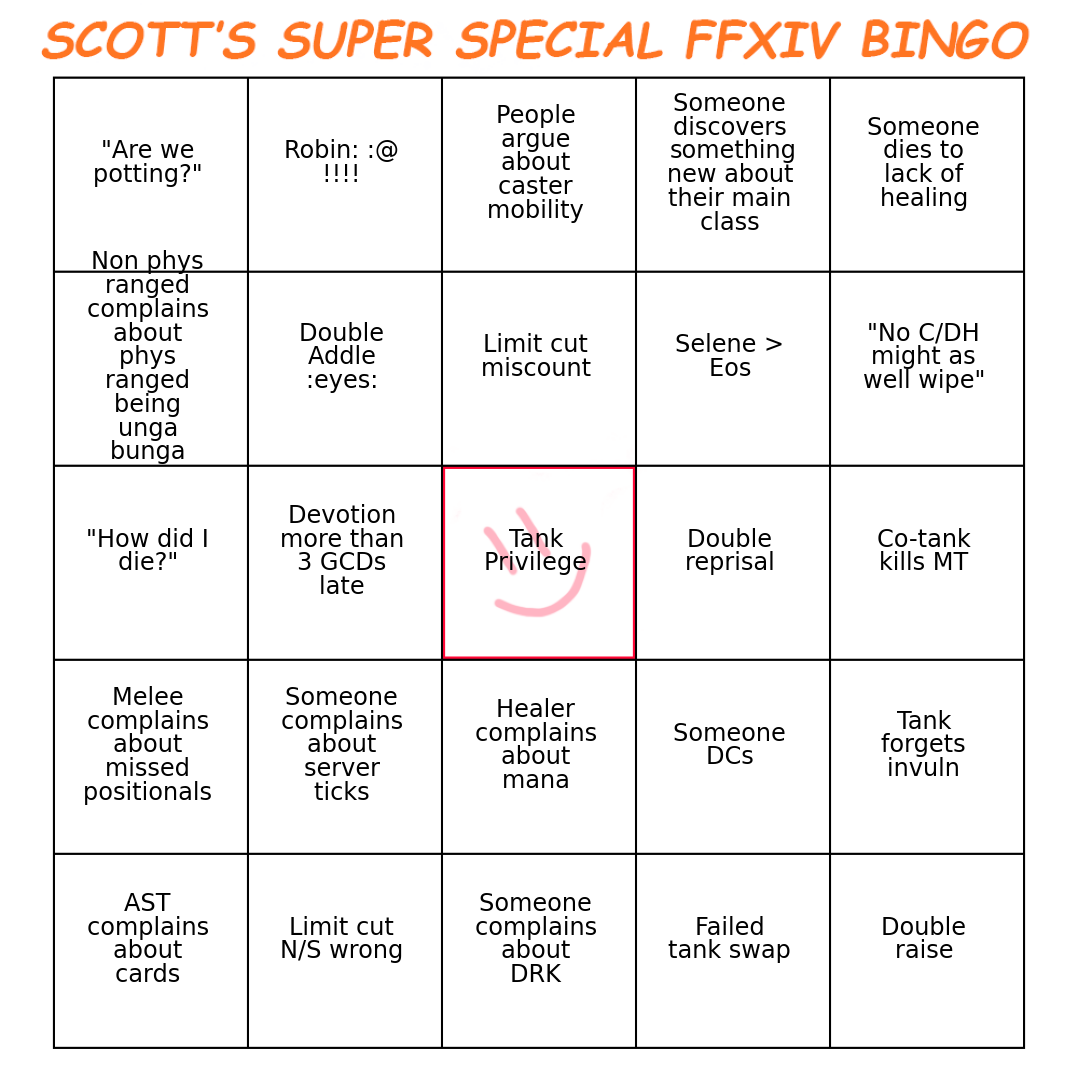 SCOTT'S SUPER SPECIAL FFXIV BINGO
"Are we
potting?"
Robin: :@
!!!!
People
argue
about
caster
mobility
Someone
discovers
something
new about
their main
class
Someone
dies to
lack of
healing
Non phys
ranged
complains
about
phys
ranged
being
unga
bunga
Double
Addle
:eyes:
Limit cut
miscount
Selene >
Eos
"No C/DH
might as
well wipe"
"How did I
die?"
Devotion
more than
3 GCDs
late
Tank
Privilege
Double
reprisal
Co-tank
kills MT
Melee
complains
about
missed
positionals
Someone
complains
about
server
ticks
Healer
complains
about
mana
Someone
DCs
Tank
forgets
invuln
AST
complains
about
cards
Limit cut
N/S wrong
Someone
complains
about
DRK
Failed
tank swap
Double
raise